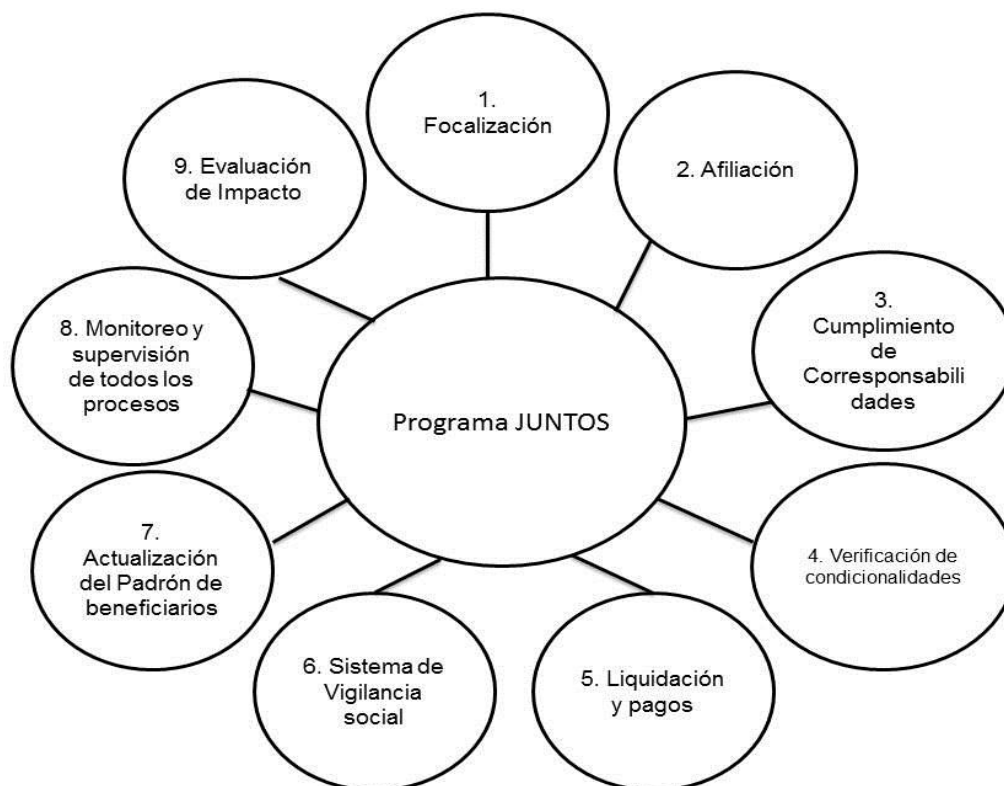 1.
Focalización
2. Afiliación
3.
Cumplimiento
de
Corresponsabili
dades
4. Verificación de
condicionalidades
5. Liquidación
y pagos
6. Sistema de
Vigilancia
social
7.
Actualización
del Padrón de
beneficiarios
8. Monitoreo y
supervisión
de todos los
procesos
9. Evaluación
de Impacto
Programa JUNTOS